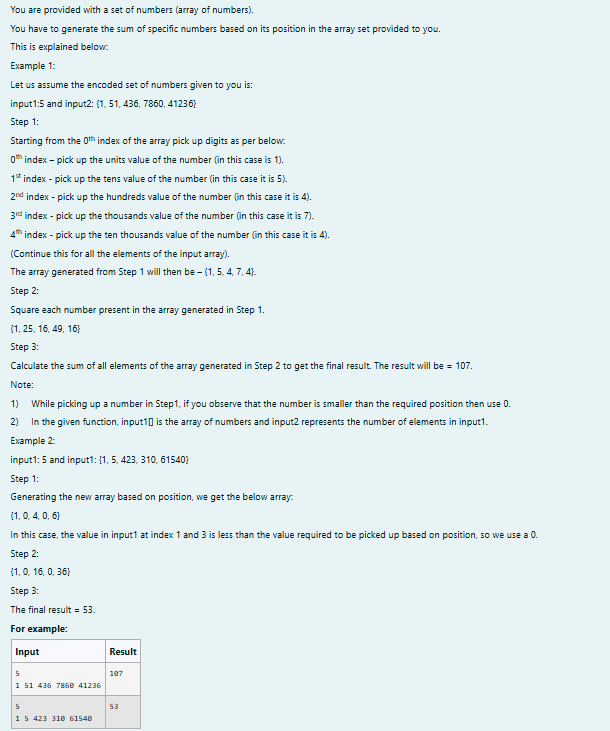 You are provided with a set of numbers (array of numbers).
You have to generate the sum of specific numbers based on its position in the array set provided to you.
This is explained below:
Example 1:
Let us assume the encoded set of numbers given to you is:
input1:5 and input2: {1, 51, 436, 7860, 41236}
Step 1:
Starting from the 0th index of the array pick up digits as per below:
0th index – pick up the units value of the number (in this case is 1).
1st index - pick up the tens value of the number (in this case it is 5).
2nd index - pick up the hundreds value of the number (in this case it is 4).
3rd index - pick up the thousands value of the number (in this case it is 7).
4th index - pick up the ten thousands value of the number (in this case it is 4).
(Continue this for all the elements of the input array).
The array generated from Step 1 will then be – {1, 5, 4, 7, 4}.
Step 2:
Square each number present in the array generated in Step 1.
{1, 25, 16, 49, 16}
Step 3:
Calculate the sum of all elements of the array generated in Step 2 to get the final result. The result will be = 107.
Note:
1) While picking up a number in Step1, if you observe that the number is smaller than the required position then use 0.
2) In the given function, input1[] is the array of numbers and input2 represents the number of elements in input1.
Example 2:
input1: 5 and input1: {1, 5, 423, 310, 61540}
Step 1:
Generating the new array based on position, we get the below array:
{1, 0, 4, 0, 6}
In this case, the value in input1 at index 1 and 3 is less than the value required to be picked up based on position, so we use a 0.
Step 2:
{1, 0, 16, 0, 36}
Step 3:
The final result = 53.
For example:
Input Result
5 107
1 51 436 7860 41236
5 53
1 5 423 310 61540